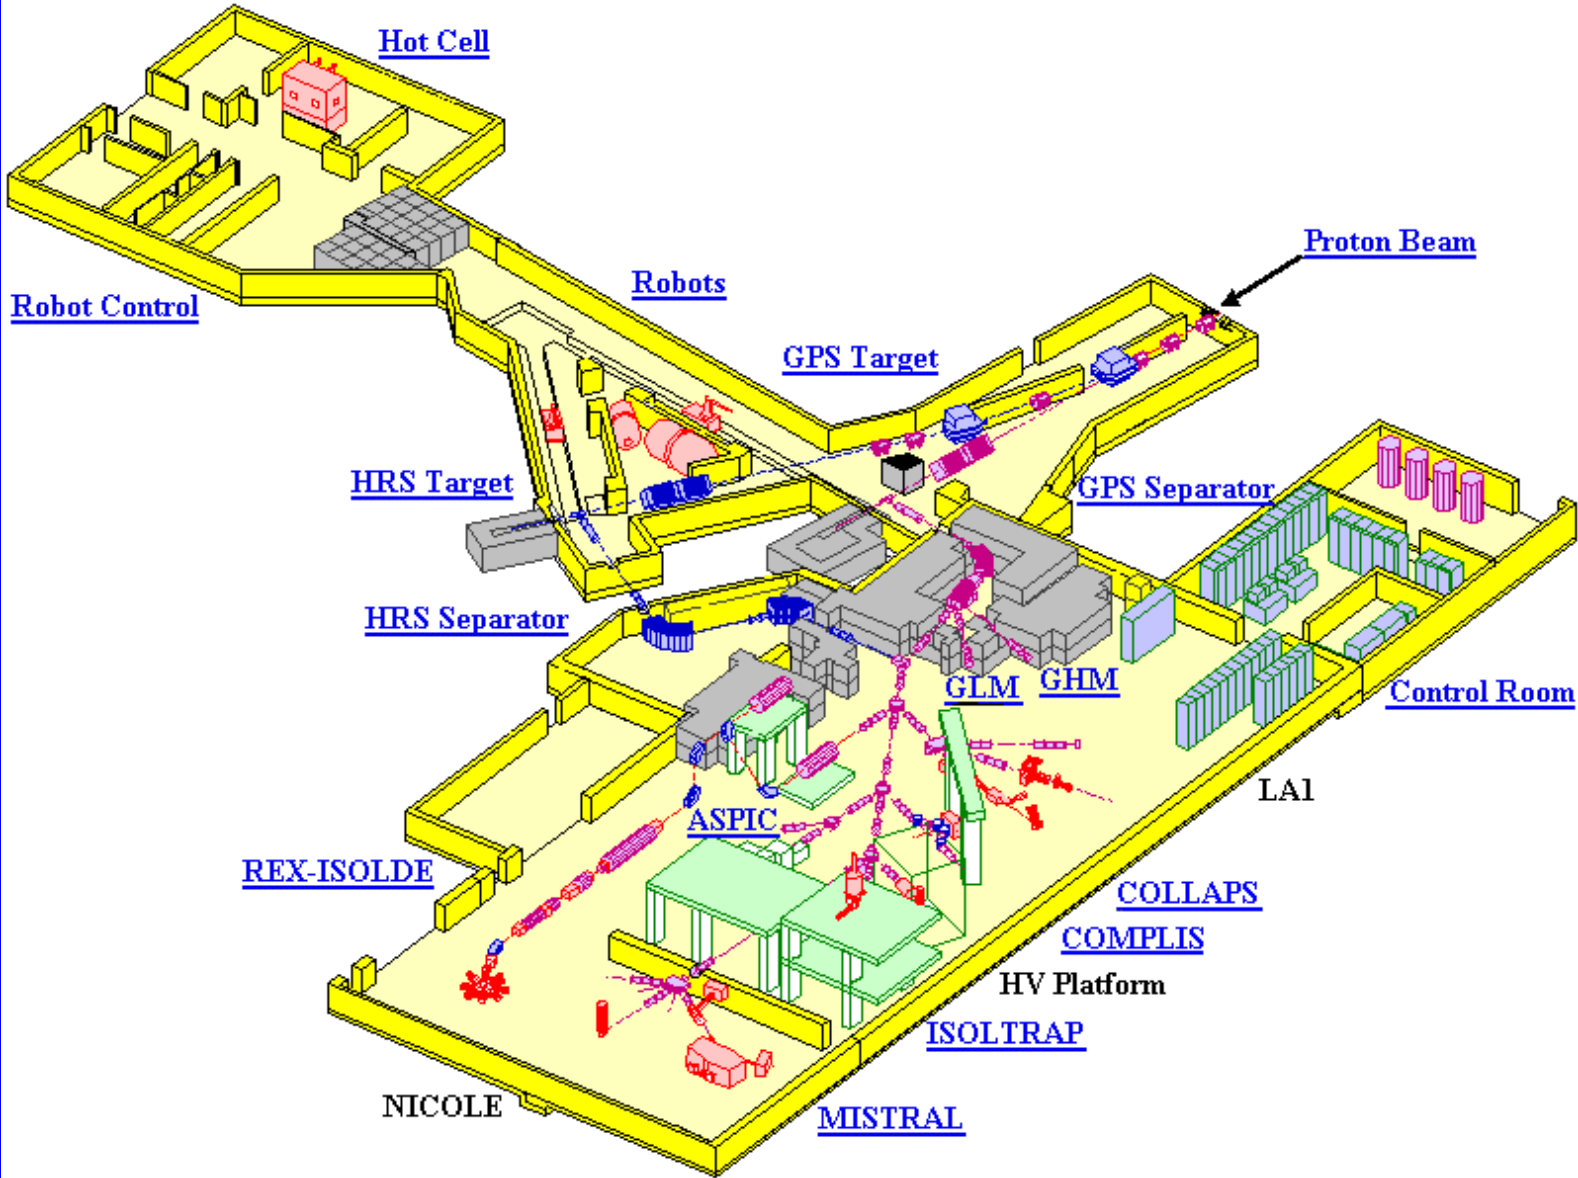 Hot Cell
Proton Beam
Robots
Robot Control
GPS Target
HRS Target
GPS Separator
HRS Separator
GLM
GHM
Control Room
LA1
ASPIC
REX-ISOLDE
COLLAPS
COMPLIS
HV Platform
ISOLTRAP
NICOLE
MISTRAL